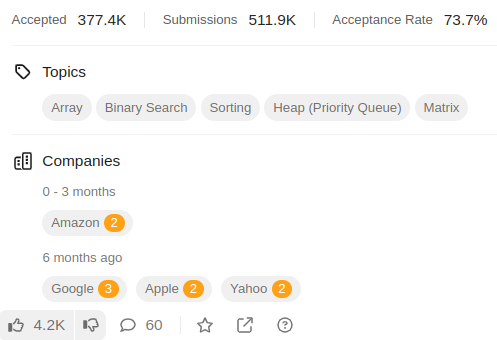 Accepted 377.4K Submissions 511.9K Acceptance Rate 73.7%
Topics
Array Binary Search Sorting Heap (Priority Queue) Matrix
Companies
0 - 3 months
Amazon 2
6 months ago
Google 3 Apple 2 Yahoo 2
4.2K 60